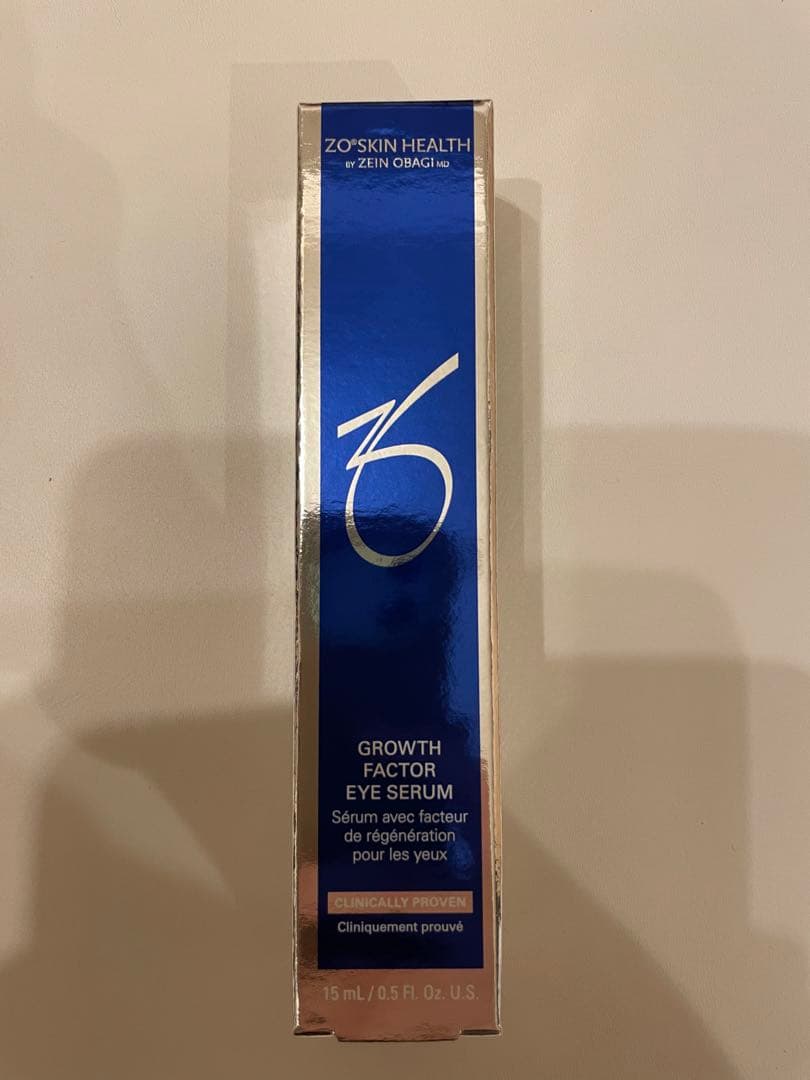 ZO®SKIN HEALTH
BY ZEIN OBAGI MD
GROWTH
FACTOR
EYE SERUM
Sérum avec facteur
de régénération
pour les yeux
CLINICALLY PROVEN
Cliniquement prouvé
15 mL / 0.5 Fl. Oz. U.S.